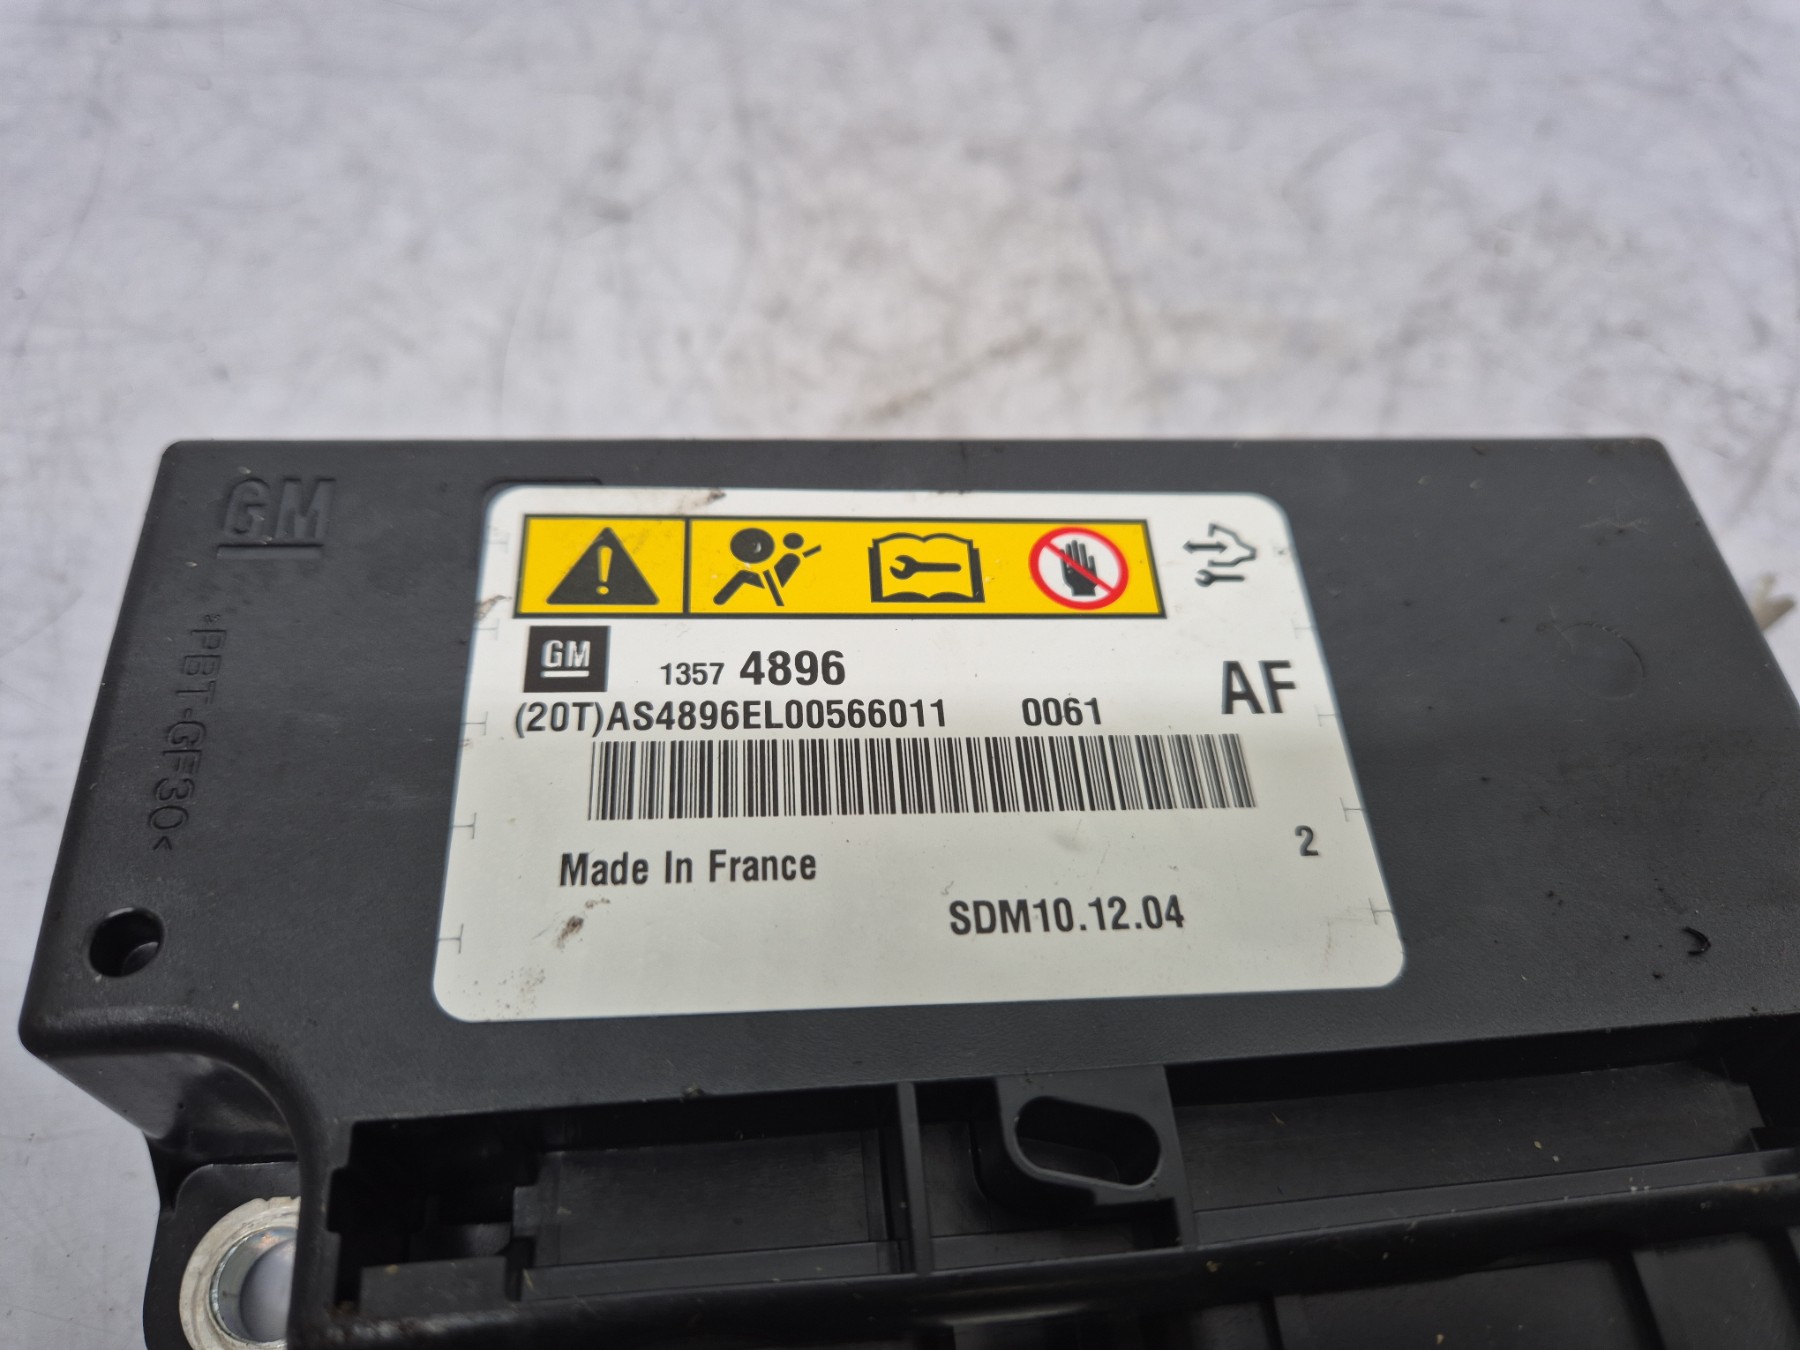 GM
>PBT-GF30<
GM
1357 4896
AF
(20T)AS4896EL00566011 0061
Made In France
2
SDM10.12.04